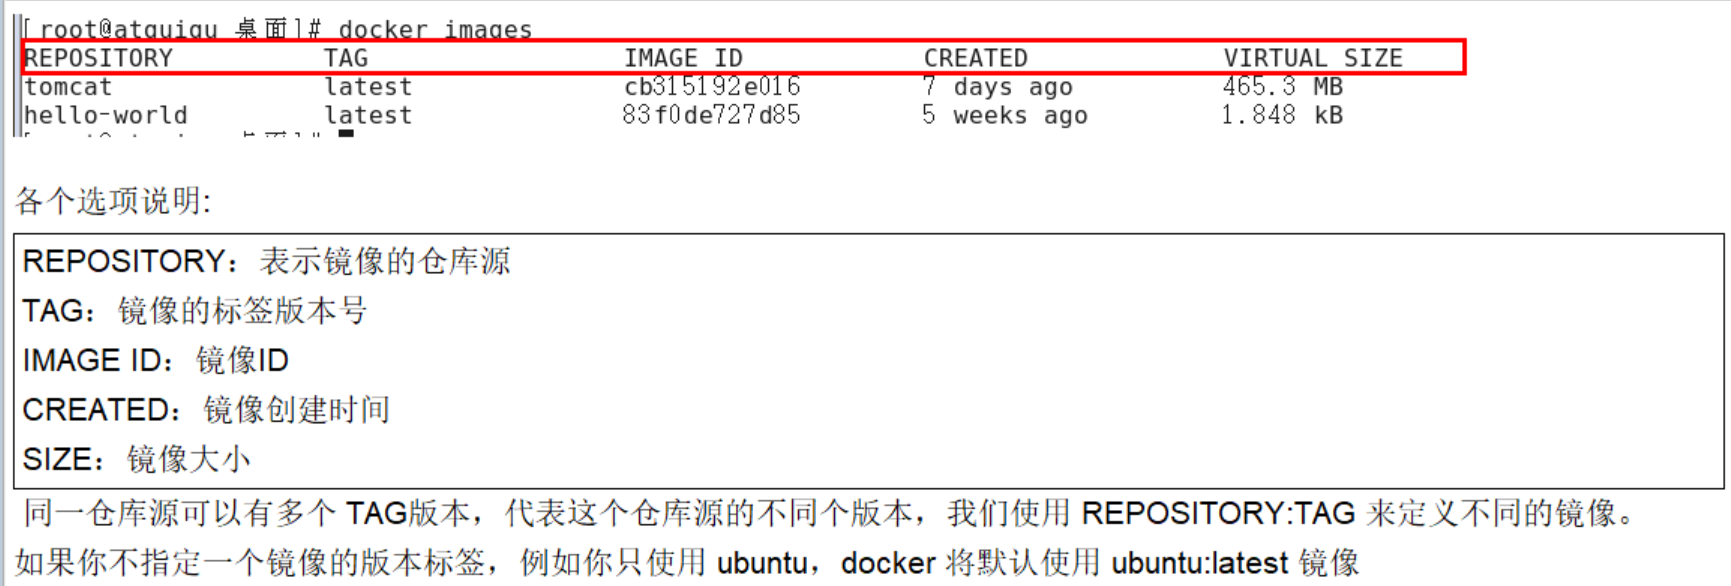 [root@atguigu 桌面]# docker images
REPOSITORY TAG IMAGE ID CREATED VIRTUAL SIZE
tomcat latest cb315192e016 7 days ago 465.3 MB
hello-world latest 83f0de727d85 5 weeks ago 1.848 kB
各个选项说明:
REPOSITORY：表示镜像的仓库源
TAG：镜像的标签版本号
IMAGE ID：镜像ID
CREATED：镜像创建时间
SIZE：镜像大小
同一仓库源可以有多个 TAG版本，代表这个仓库源的不同个版本，我们使用 REPOSITORY:TAG 来定义不同的镜像。
如果你不指定一个镜像的版本标签，例如你只使用 ubuntu，docker 将默认使用 ubuntu:latest 镜像